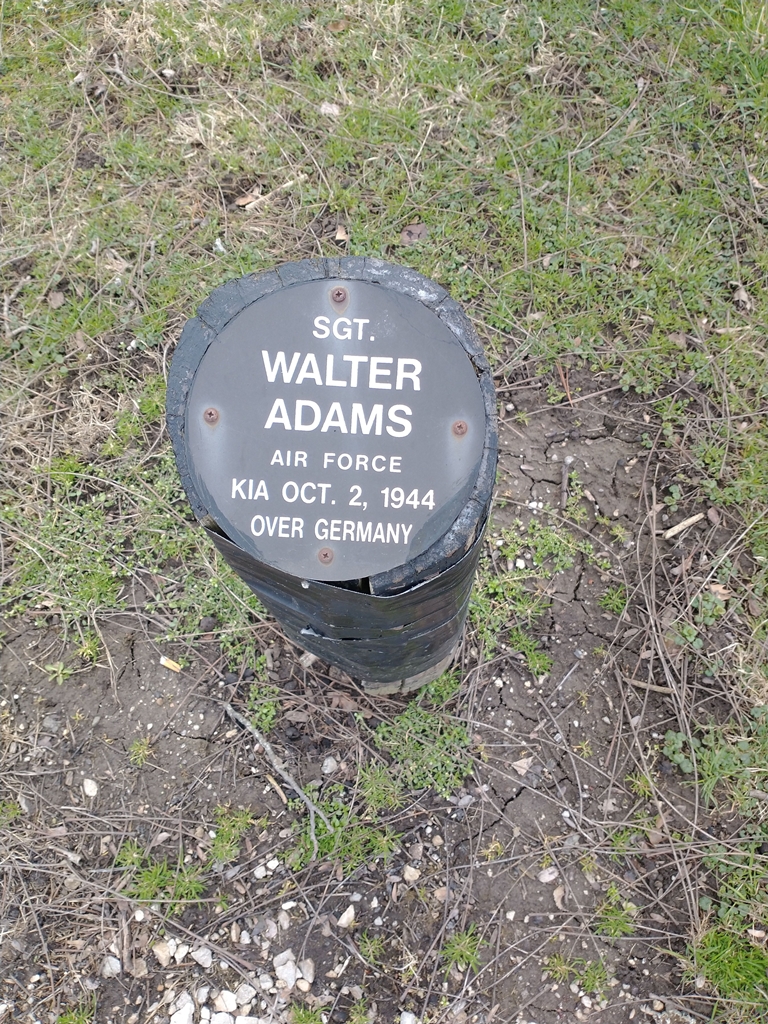 SGT.
WALTER
ADAMS
AIR FORCE
KIA OCT. 2, 1944
OVER GERMANY